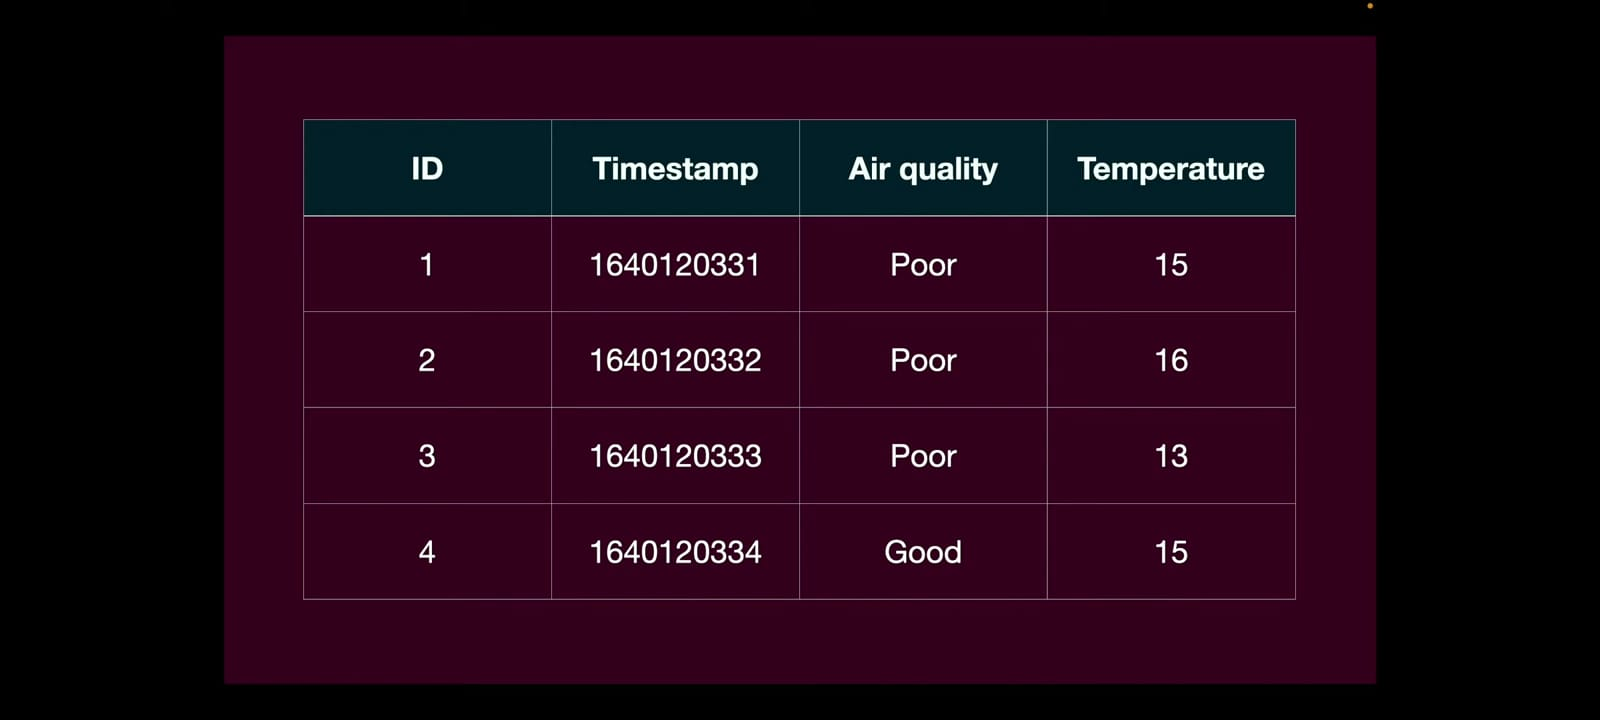 ID Timestamp Air quality Temperature
1 1640120331 Poor 15
2 1640120332 Poor 16
3 1640120333 Poor 13
4 1640120334 Good 15